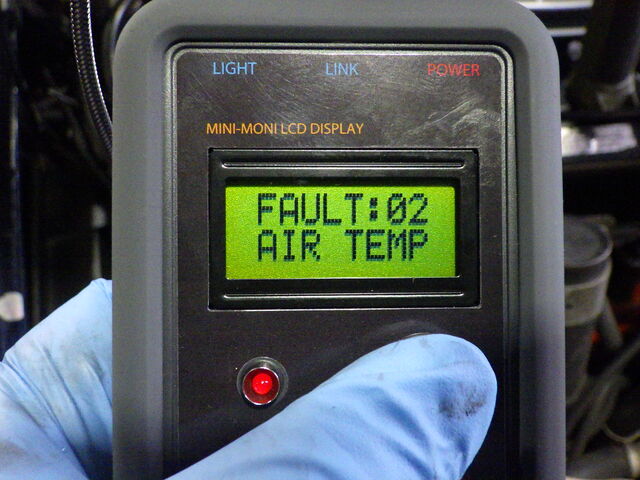 LIGHT LINK POWER
MINI-MONI LCD DISPLAY
FAULT:02
AIR TEMP